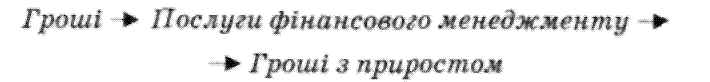 Гроші → Послуги фінансового менеджменту →
→ Гроші з приростом